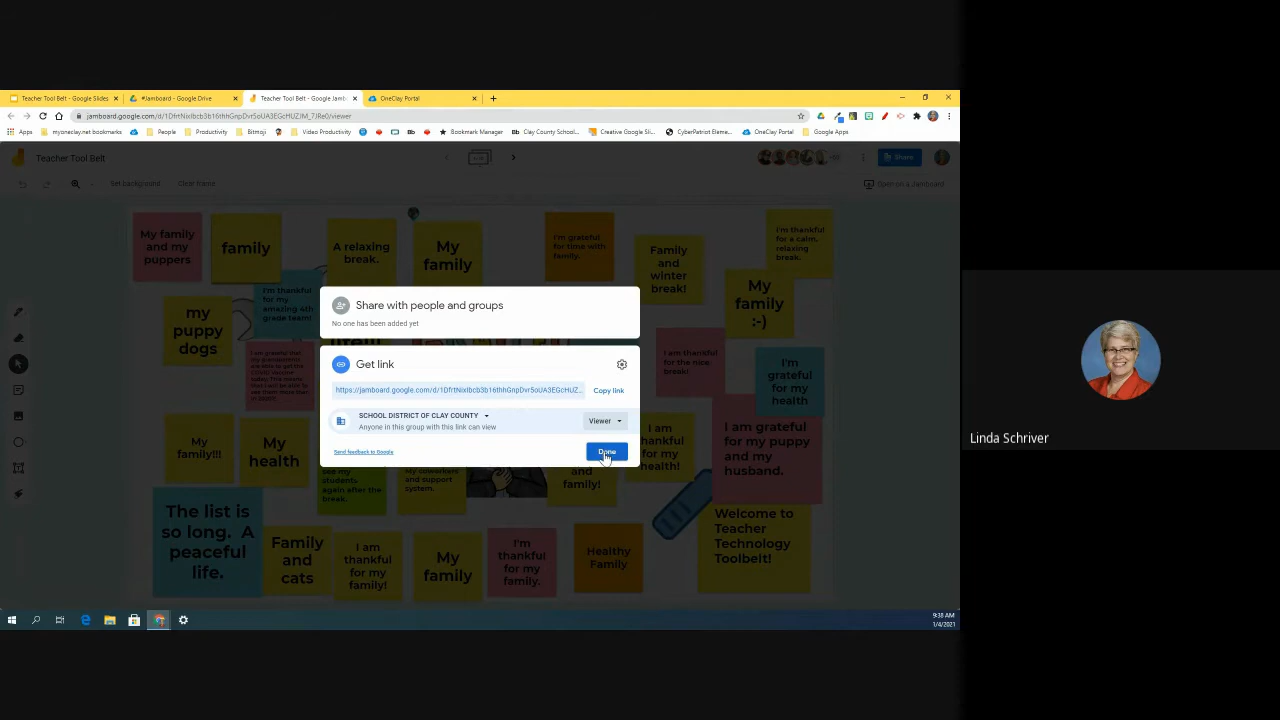 Teacher Tool Belt - Google Slides
#Jamboard - Google Drive
Teacher Tool Belt - Google Jamb
OneClay Portal
Apps
myoneclay.net bookmarks
People
Productivity
Bitmoji
Video Productivity
Bookmark Manager
Clay County School...
Creative Google Sli...
CyberPatriot Eleme...
OneClay Portal
Google Apps
Teacher Tool Belt
Share
Set background
Clear frame
Open on a Jamboard
My family
and my
puppers
family
A relaxing
break.
My
family
I'm grateful
for time with
family.
Family
and
winter
break!
I'm thankful
for a calm,
relaxing
break.
my
puppy
dogs
I'm thankful
for my
amazing 6th
grade team!
My
family
:-)
Share with people and groups
No one has been added yet
Get link
https://jamboard.google.com/d/1DfrtNixIbcb3b16thhGnpDvrSoUA3EGcHUZ...
Copy link
SCHOOL DISTRICT OF CLAY COUNTY
Anyone in this group with this link can view
Viewer
Send feedback to Google
Done
I am thankful
for the nice
break!
I'm
grateful
for my
health
My
family!!!
My
health
see my
students
again after the
break.
My coworkers
and support
system.
and
family!
I am
thankful
for my
health!
I am grateful
for my puppy
and my
husband.
The list is
so long. A
peaceful
life.
Family
and
cats
I am
thankful
for my
family!
My
family
I'm
thankful
for my
family.
Healthy
Family
Welcome to
Teacher
Technology
Toolbelt!
Linda Schriver
9:38 AM
1/4/2021